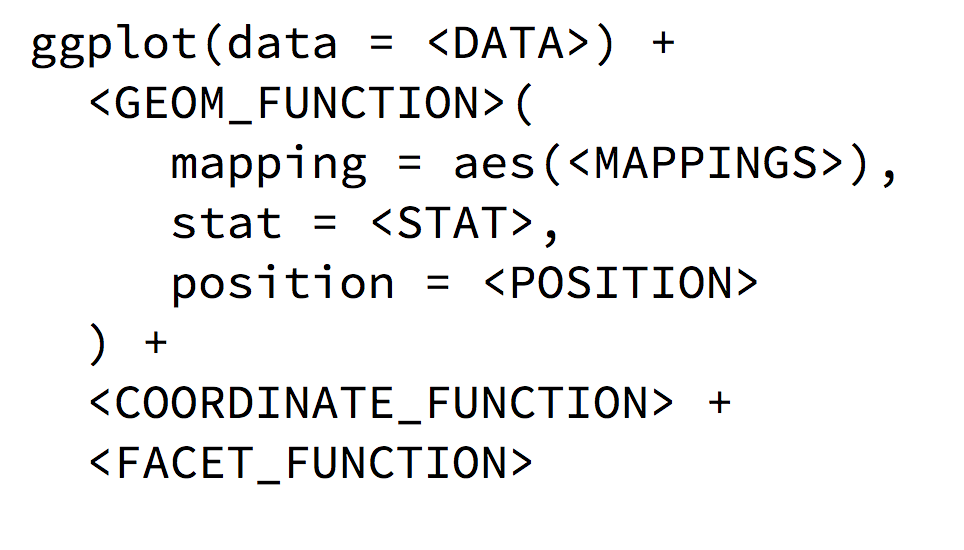 ggplot(data = <DATA>) +
  <GEOM_FUNCTION>(
     mapping = aes(<MAPPINGS>),
     stat = <STAT>,
     position = <POSITION>
  ) +
  <COORDINATE_FUNCTION> +
  <FACET_FUNCTION>